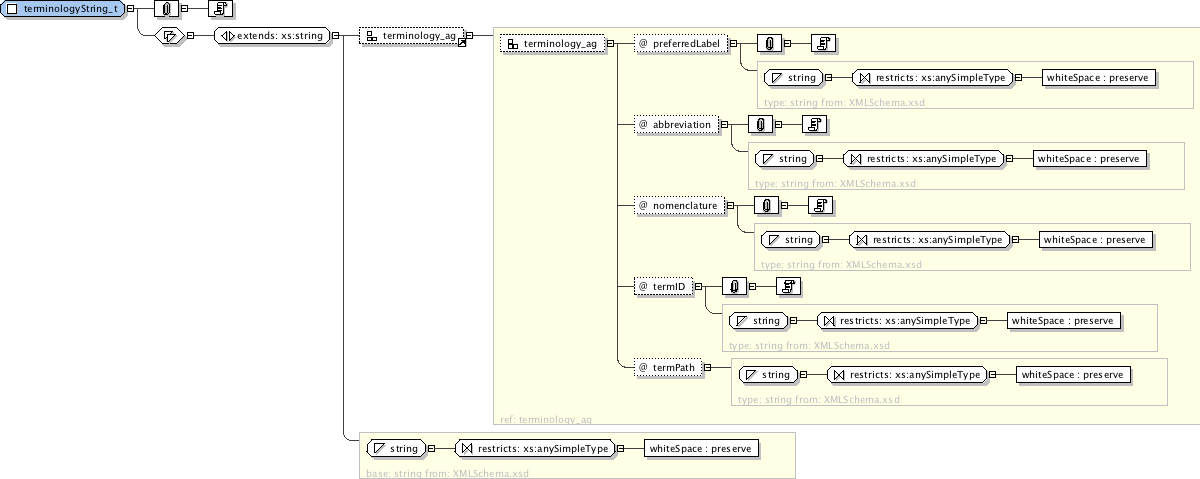 terminologyString_t
extends: xs:string
terminology_ag
terminology_ag
@ preferredLabel
string
restricts: xs:anySimpleType
whiteSpace : preserve
type: string from: XMLSchema.xsd
@ abbreviation
string
restricts: xs:anySimpleType
whiteSpace : preserve
type: string from: XMLSchema.xsd
@ nomenclature
string
restricts: xs:anySimpleType
whiteSpace : preserve
type: string from: XMLSchema.xsd
@ termID
string
restricts: xs:anySimpleType
whiteSpace : preserve
type: string from: XMLSchema.xsd
@ termPath
string
restricts: xs:anySimpleType
whiteSpace : preserve
type: string from: XMLSchema.xsd
ref: terminology_ag
string
restricts: xs:anySimpleType
whiteSpace : preserve
base: string from: XMLSchema.xsd